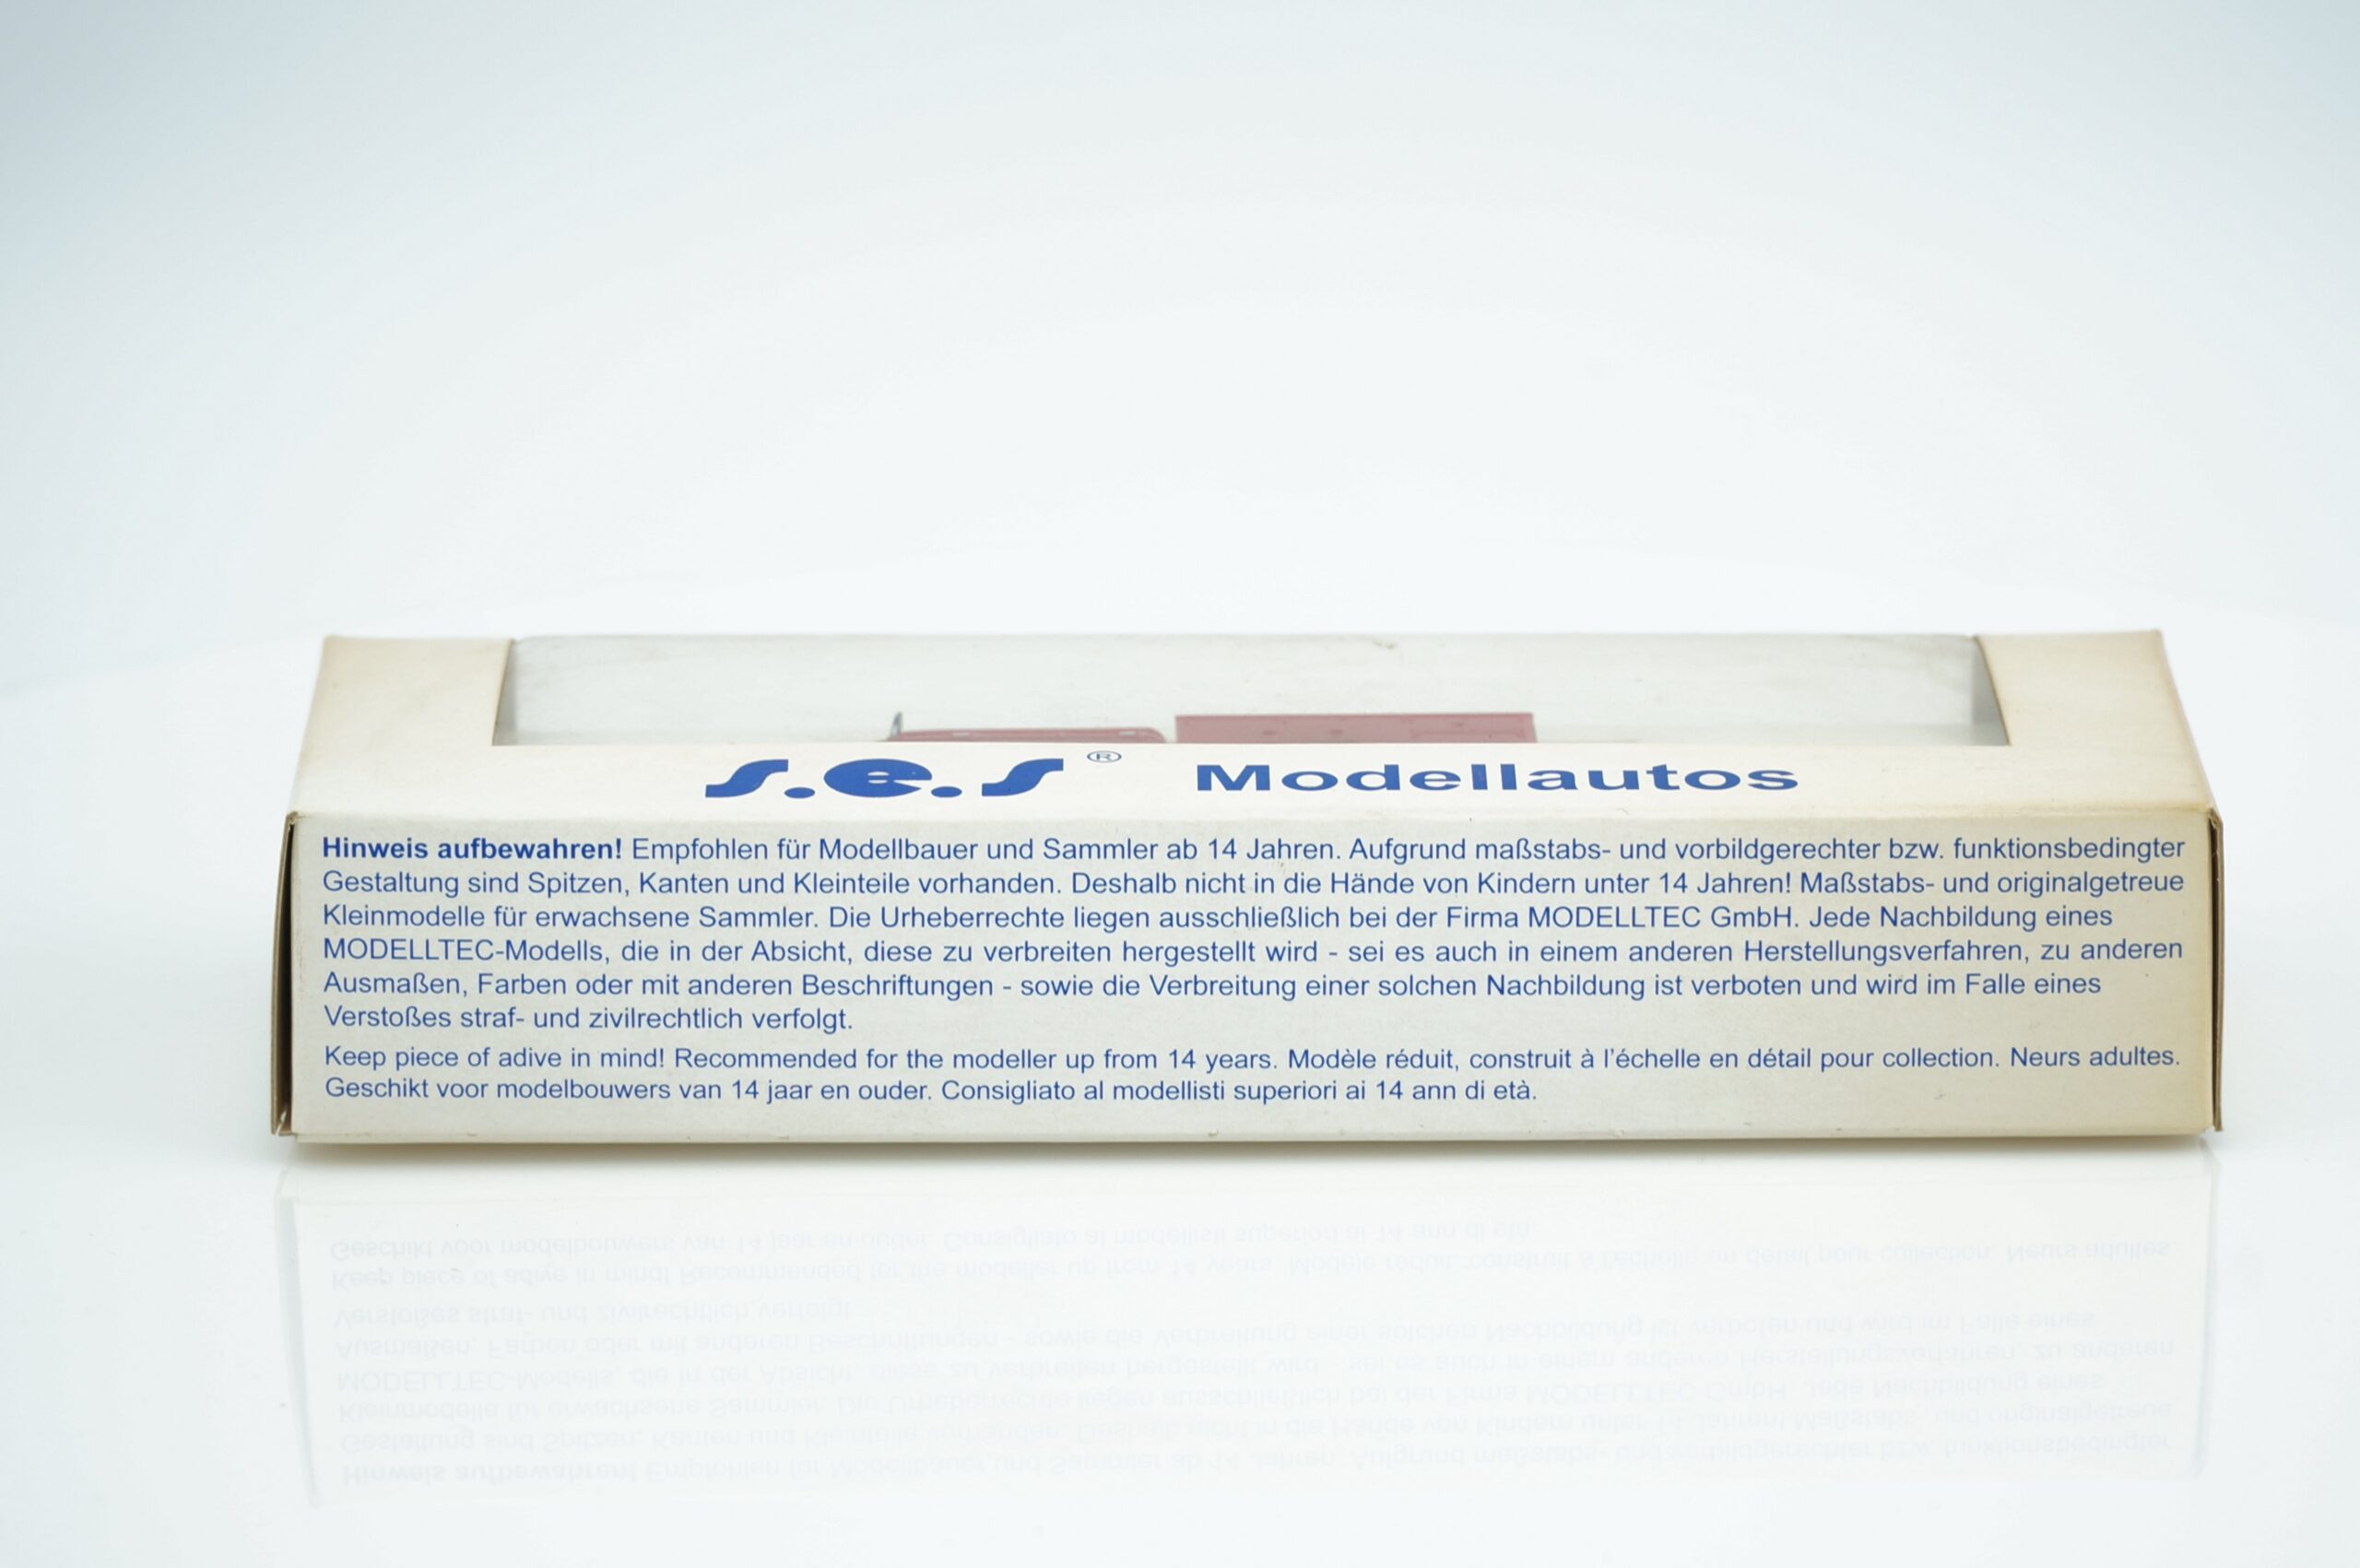 s.e.s ® Modellautos
Hinweis aufbewahren! Empfohlen für Modellbauer und Sammler ab 14 Jahren. Aufgrund maßstabs- und vorbildgerechter bzw. funktionsbedingter
Gestaltung sind Spitzen, Kanten und Kleinteile vorhanden. Deshalb nicht in die Hände von Kindern unter 14 Jahren! Maßstabs- und originalgetreue
Kleinmodelle für erwachsene Sammler. Die Urheberrechte liegen ausschließlich bei der Firma MODELLTEC GmbH. Jede Nachbildung eines
MODELLTEC-Modells, die in der Absicht, diese zu verbreiten hergestellt wird - sei es auch in einem anderen Herstellungsverfahren, zu anderen
Ausmaßen, Farben oder mit anderen Beschriftungen - sowie die Verbreitung einer solchen Nachbildung ist verboten und wird im Falle eines
Verstoßes straf- und zivilrechtlich verfolgt.
Keep piece of adive in mind! Recommended for the modeller up from 14 years. Modèle réduit, construit à l'échelle en détail pour collection. Neurs adultes.
Geschikt voor modelbouwers van 14 jaar en ouder. Consigliato al modellisti superiori ai 14 ann di età.